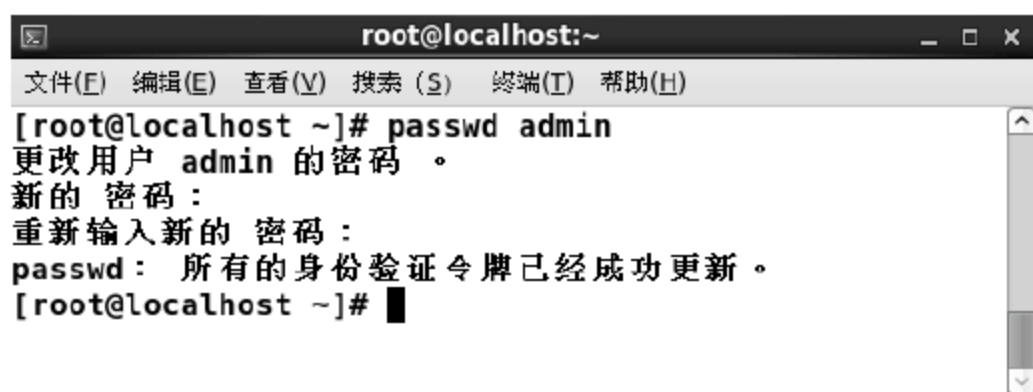 root@localhost:~
文件(F) 编辑(E) 查看(V) 搜索 (S) 终端(T) 帮助(H)
[root@localhost ~]# passwd admin
更改用户 admin 的密码 。
新的 密码：
重新输入新的 密码：
passwd： 所有的身份验证令牌已经成功更新。
[root@localhost ~]#